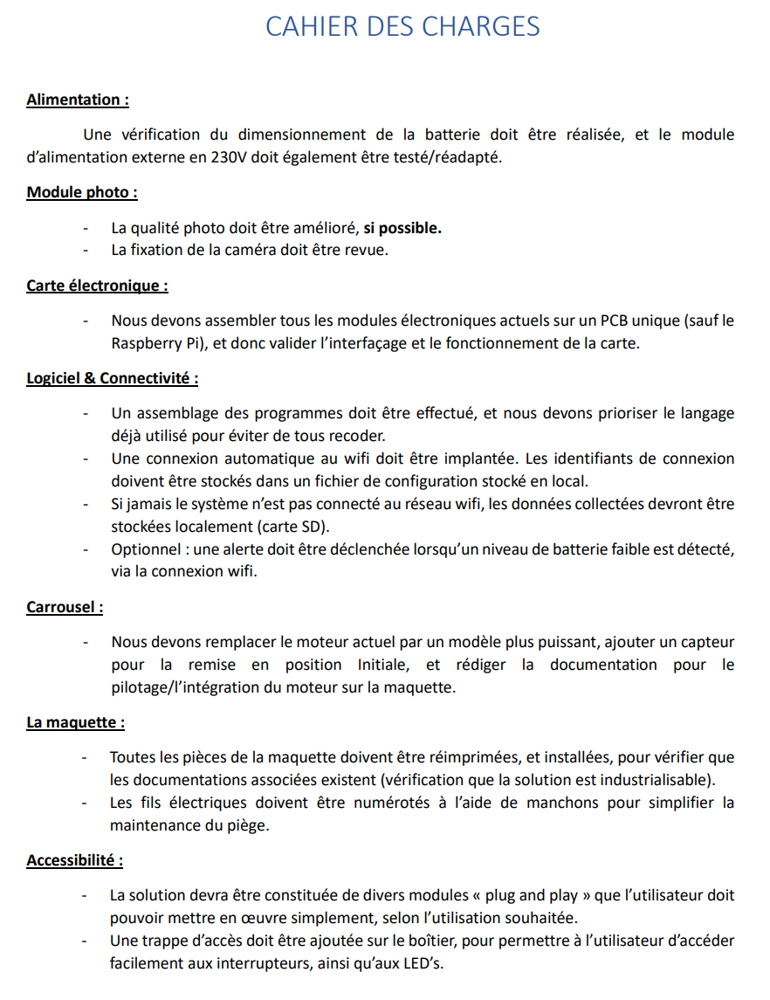 CAHIER DES CHARGES
Alimentation :
Une vérification du dimensionnement de la batterie doit être réalisée, et le module
d’alimentation externe en 230V doit également être testé/réadapté.
Module photo :
- La qualité photo doit être amélioré, si possible.
- La fixation de la caméra doit être revue.
Carte électronique :
- Nous devons assembler tous les modules électroniques actuels sur un PCB unique (sauf le
Raspberry Pi), et donc valider l’interfaçage et le fonctionnement de la carte.
Logiciel & Connectivité :
- Un assemblage des programmes doit être effectué, et nous devons prioriser le langage
déjà utilisé pour éviter de tous recoder.
- Une connexion automatique au wifi doit être implantée. Les identifiants de connexion
doivent être stockés dans un fichier de configuration stocké en local.
- Si jamais le système n’est pas connecté au réseau wifi, les données collectées devront être
stockées localement (carte SD).
- Optionnel : une alerte doit être déclenchée lorsqu’un niveau de batterie faible est détecté,
via la connexion wifi.
Carrousel :
- Nous devons remplacer le moteur actuel par un modèle plus puissant, ajouter un capteur
pour la remise en position Initiale, et rédiger la documentation pour le
pilotage/l’intégration du moteur sur la maquette.
La maquette :
- Toutes les pièces de la maquette doivent être réimprimées, et installées, pour vérifier que
les documentations associées existent (vérification que la solution est industrialisable).
- Les fils électriques doivent être numérotés à l’aide de manchons pour simplifier la
maintenance du piège.
Accessibilité :
- La solution devra être constituée de divers modules « plug and play » que l’utilisateur doit
pouvoir mettre en œuvre simplement, selon l’utilisation souhaitée.
- Une trappe d’accès doit être ajoutée sur le boîtier, pour permettre à l’utilisateur d’accéder
facilement aux interrupteurs, ainsi qu’aux LED’s.